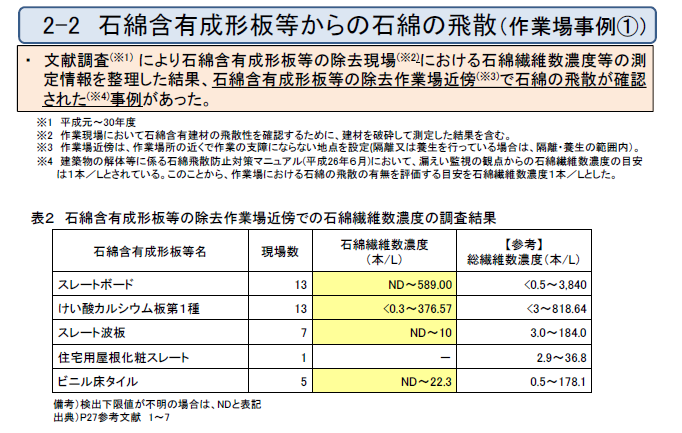 2-2 石綿含有成形板等からの石綿の飛散(作業場事例①)
・ 文献調査(※1) により石綿含有成形板等の除去現場(※2)における石綿繊維数濃度等の測
定情報を整理した結果、石綿含有成形板等の除去作業場近傍(※3)で石綿の飛散が確認
された(※4)事例があった。
※1 平成元～30年度
※2 作業現場において石綿含有建材の飛散性を確認するために、建材を破砕して測定した結果を含む。
※3 作業場近傍は、作業場所の近くで作業の支障にならない地点を設定(隔離又は養生を行っている場合は、隔離・養生の範囲内)。
※4 建築物の解体等に係る石綿飛散防止対策マニュアル(平成26年6月)において、漏えい監視の観点からの石綿繊維数濃度の目安
は1本／Lとされている。このことから、作業場における石綿の飛散の有無を評価する目安を石綿繊維数濃度1本／Lとした。
表2 石綿含有成形板等の除去作業場近傍での石綿繊維数濃度の調査結果
石綿含有成形板等名 現場数 石綿繊維数濃度 【参考】
(本/L) 総繊維数濃度(本/L)
スレートボード 13 ND～589.00 <0.5～3,840
けい酸カルシウム板第1種 13 <0.3～376.57 <3～818.64
スレート波板 7 ND～10 3.0～184.0
住宅用屋根化粧スレート 1 － 2.9～36.8
ビニル床タイル 5 ND～22.3 0.5～178.1
備考)検出下限値が不明の場合は、NDと表記
出典)P27参考文献 1～7